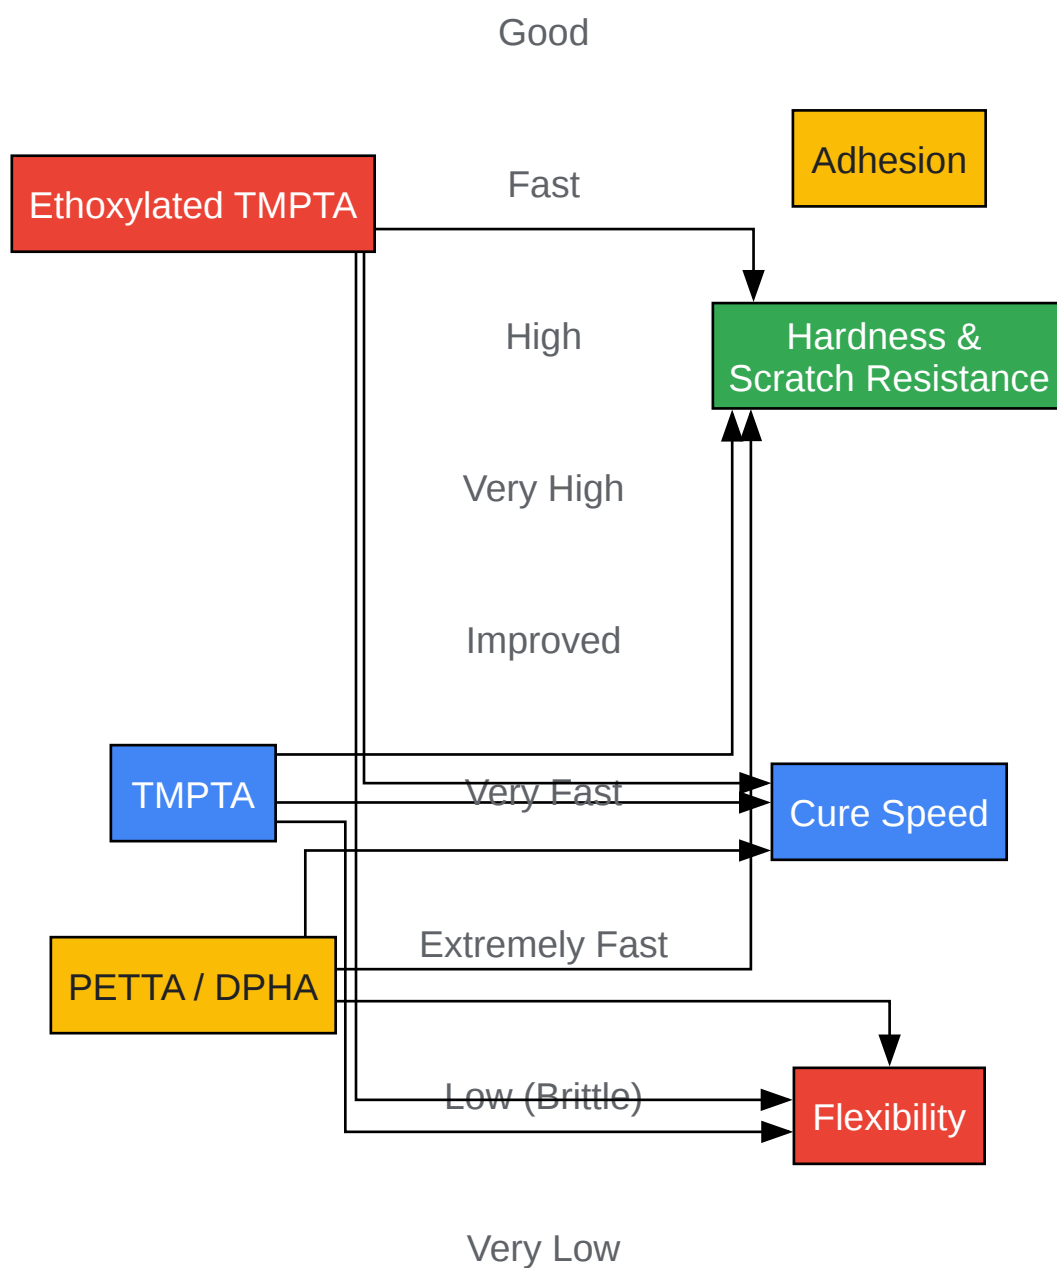 Good
Adhesion
Ethoxylated TMPTA
Fast
High
Hardness &
Scratch Resistance
Very High
Improved
TMPTA
Very Fast
Cure Speed
Extremely Fast
PETTA / DPHA
Low (Brittle)
Flexibility
Very Low